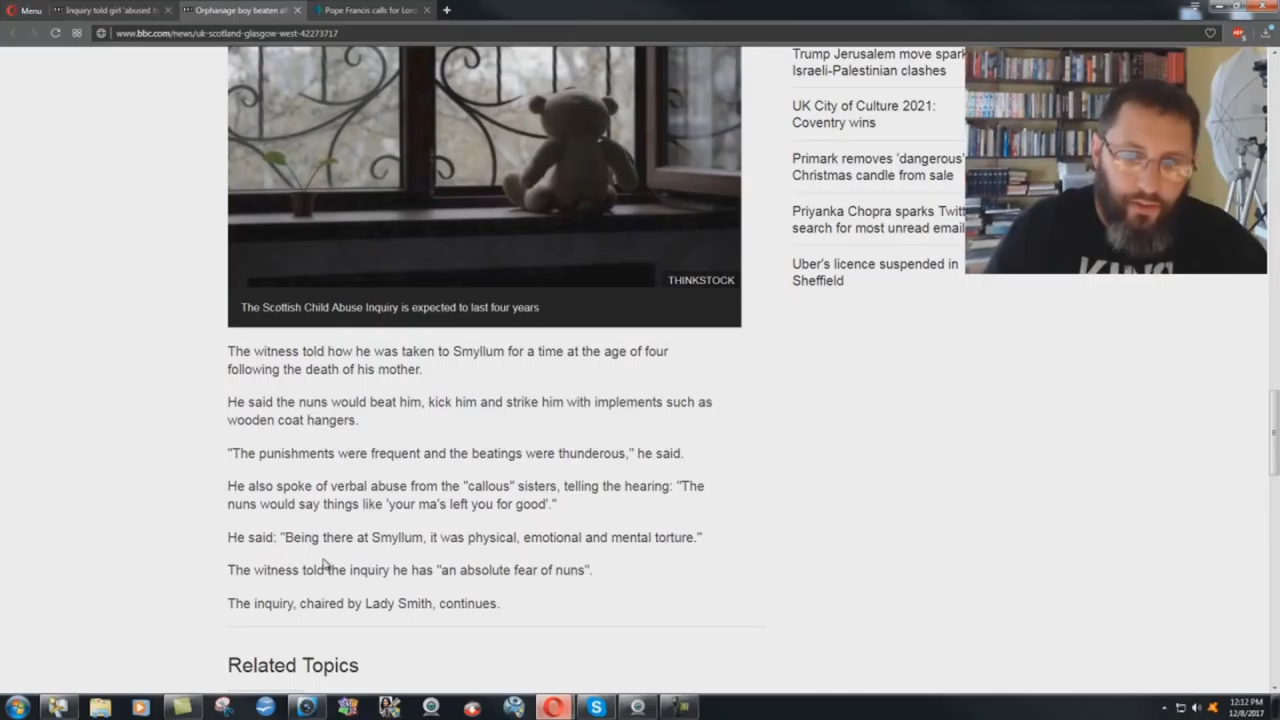 Menu
Inquiry told girl 'abused
Orphanage boy beaten
Pope Francis calls for
www.bbc.com/news/uk-scotland-glasgow-west-42273717
THINKSTOCK
The Scottish Child Abuse Inquiry is expected to last four years
The witness told how he was taken to Smyllum for a time at the age of four
following the death of his mother.
He said the nuns would beat him, kick him and strike him with implements such as
wooden coat hangers.
"The punishments were frequent and the beatings were thunderous," he said.
He also spoke of verbal abuse from the "callous" sisters, telling the hearing: "The
nuns would say things like 'your ma's left you for good'."
He said: "Being there at Smyllum, it was physical, emotional and mental torture."
The witness told the inquiry he has "an absolute fear of nuns".
The inquiry, chaired by Lady Smith, continues.
Related Topics
Trump Jerusalem move spark
Israeli-Palestinian clashes
UK City of Culture 2021:
Coventry wins
Primark removes 'dangerous'
Christmas candle from sale
Priyanka Chopra sparks Twitt
search for most unread email
Uber's licence suspended in
Sheffield
12:12 PM
12/8/2017